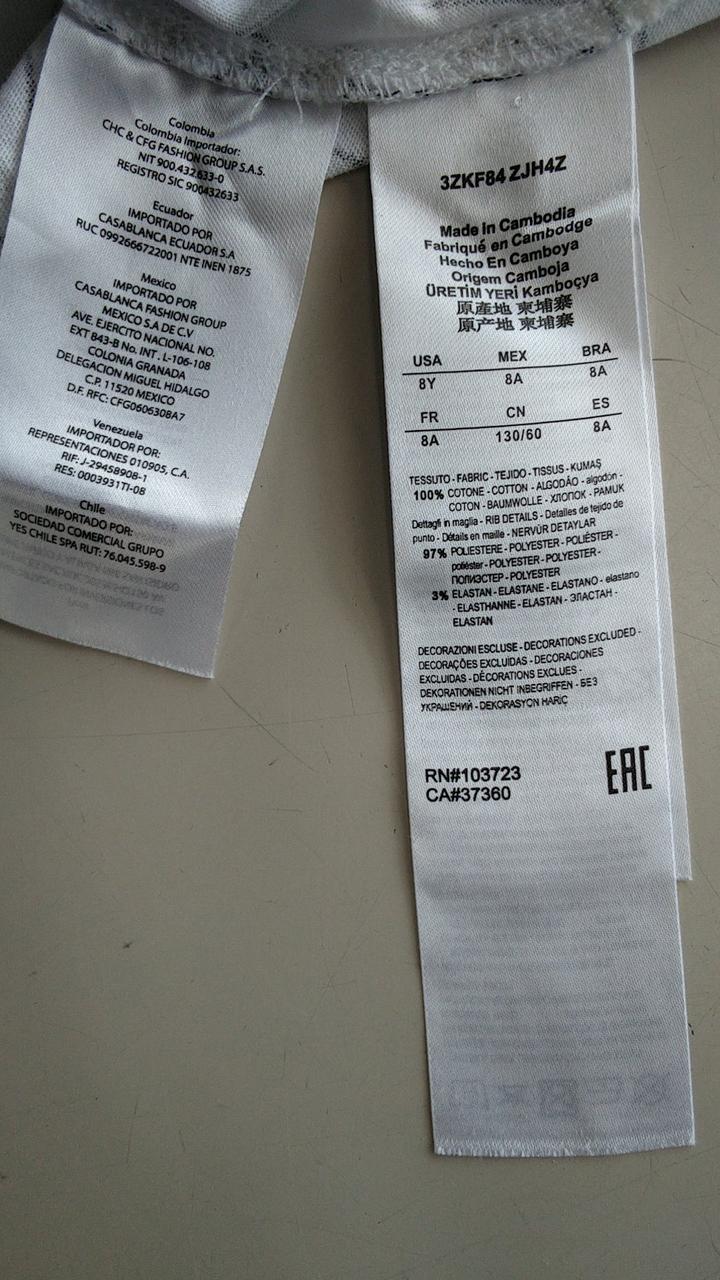 Colombia
Colombia Importador:
CHC & CFG FASHION GROUP S.A.S.
NIT 900.432.633-0
REGISTRO SIC 900432633
Ecuador
IMPORTADO POR
CASABLANCA ECUADOR S.A
RUC 0992666722001 NTE INEN 1875
Mexico
IMPORTADO POR
CASABLANCA FASHION GROUP
MEXICO S.A DE C.V
AVE. EJERCITO NACIONAL NO.
EXT 843-B No. INT. L-106-108
COLONIA GRANADA
DELEGACION MIGUEL HIDALGO
C.P. 11520 MEXICO
D.F. RFC: CFG0606308A7
Venezuela
IMPORTADOR POR:
REPRESENTACIONES 010905, C.A.
RIF: J-29458908-1
RES: 0003931TI-08
Chile
IMPORTADO POR:
SOCIEDAD COMERCIAL GRUPO
YES CHILE SPA RUT: 76.045.598-9
3ZKF84 ZJH4Z
Made in Cambodia
Fabriqué en Cambodge
Hecho En Camboya
Origem Camboja
ÜRETİM YERİ Kamboçya
原產地 柬埔寨
原产地 柬埔寨
USA MEX BRA
8Y 8A 8A
FR CN ES
8A 130/60 8A
TESSUTO - FABRIC - TEJIDO - TISSUS - KUMAŞ
100% COTONE - COTTON - ALGODÃO - algodón -
COTON - BAUMWOLLE - ХЛОПОК - PAMUK
Dettagli in maglia - RIB DETAILS - Detalles de tejido de
punto - Détails en maille - NERVÜR DETAYLAR
97% POLIESTERE - POLYESTER - POLIÉSTER -
poliéster - POLYESTER - POLYESTER -
ПОЛИЭСТЕР - POLYESTER
3% ELASTAN - ELASTANE - ELASTANO - elastano
- ELASTHANNE - ELASTAN - ЭЛАСТАН -
ELASTAN
DECORAZIONI ESCLUSE - DECORATIONS EXCLUDED -
DECORAÇÕES EXCLUIDAS - DECORACIONES
EXCLUIDAS - DÉCORATIONS EXCLUES -
DEKORATIONEN NICHT INBEGRIFFEN - БЕЗ
УКРАШЕНИЙ - DEKORASYON HARİÇ
RN#103723
CA#37360
EAC